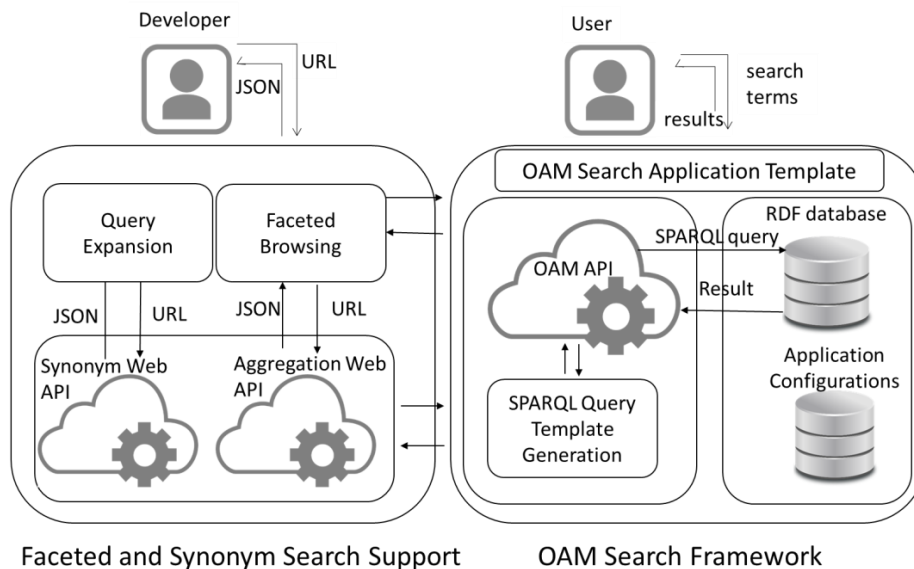 Developer
URL
JSON
User
search
terms
results
Query
Expansion
Faceted
Browsing
JSON
URL
JSON
URL
Synonym Web
API
Aggregation Web
API
Faceted and Synonym Search Support
OAM Search Application Template
OAM API
SPARQL query
Result
RDF database
SPARQL Query
Template
Generation
Application
Configurations
OAM Search Framework